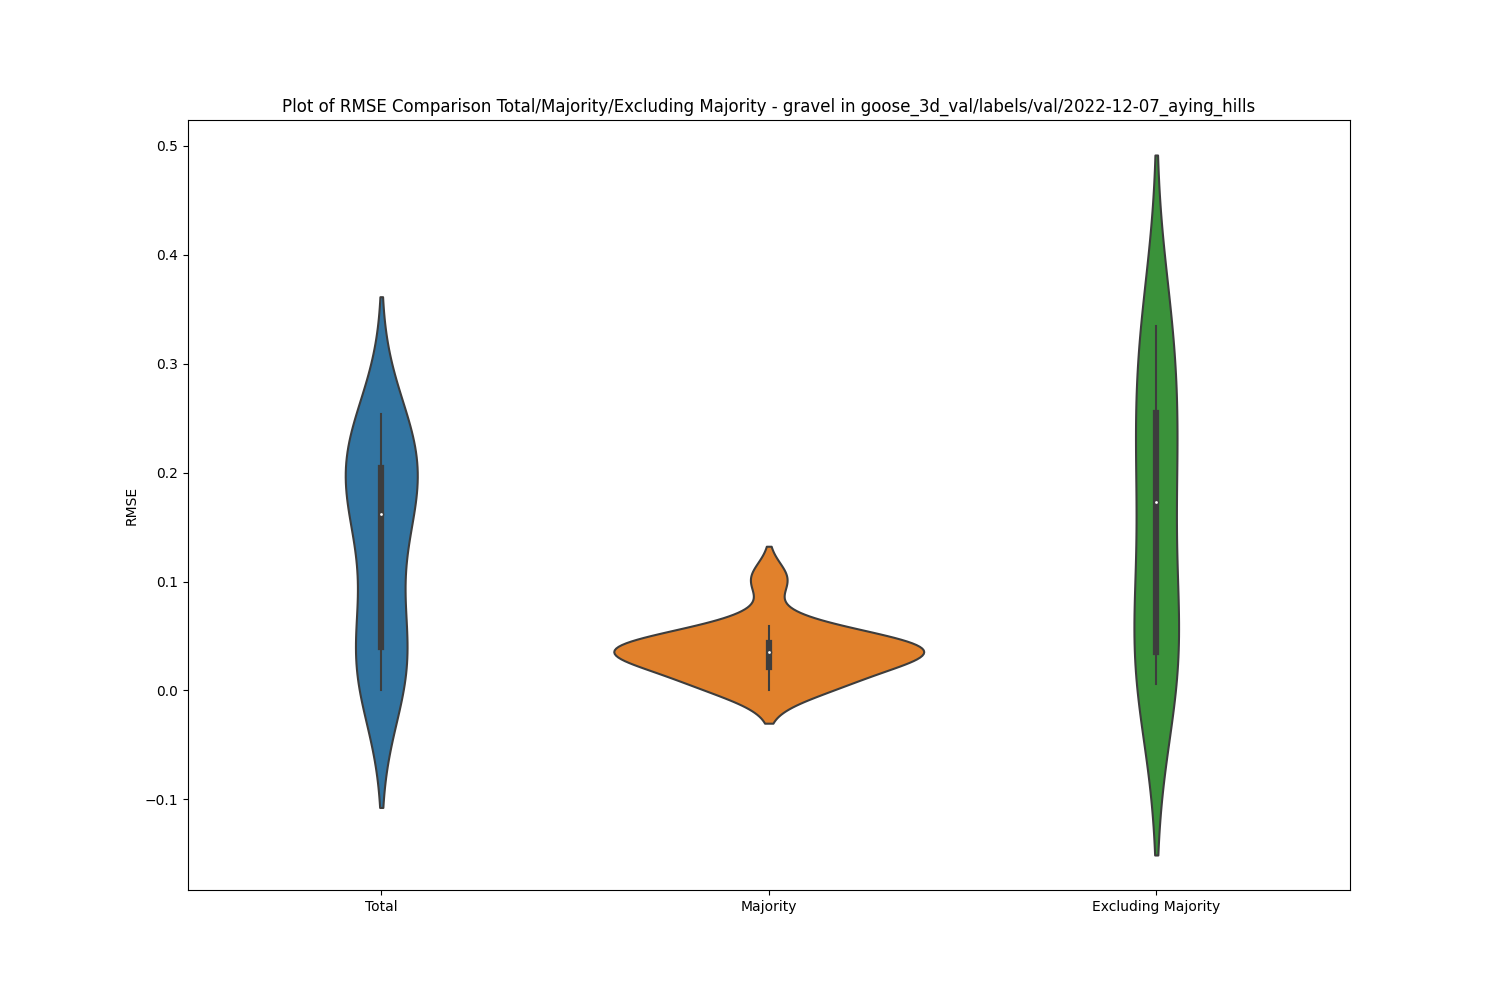 Plot of RMSE Comparison Total/Majority/Excluding Majority - gravel in goose_3d_val/labels/val/2022-12-07_aying_hills
0.5
0.4
0.3
0.2
0.1
0.0
−0.1
RMSE
Total
Majority
Excluding Majority